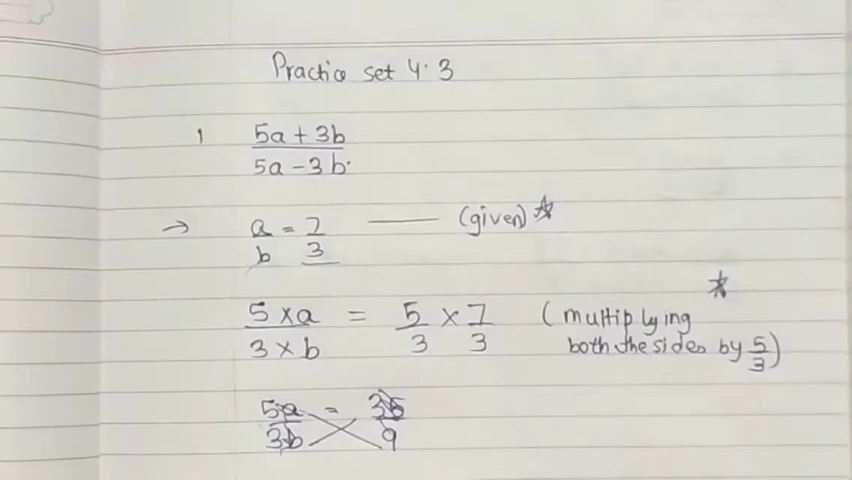 Practice set 4.3
1 5a + 3b
5a - 3b.
→ a = 7 —— (given) *
b 3
*
5 × a = 5 × 7 (multiplying
3 × b 3 3 both the sides by 5/3)
5a = 35
3b 9